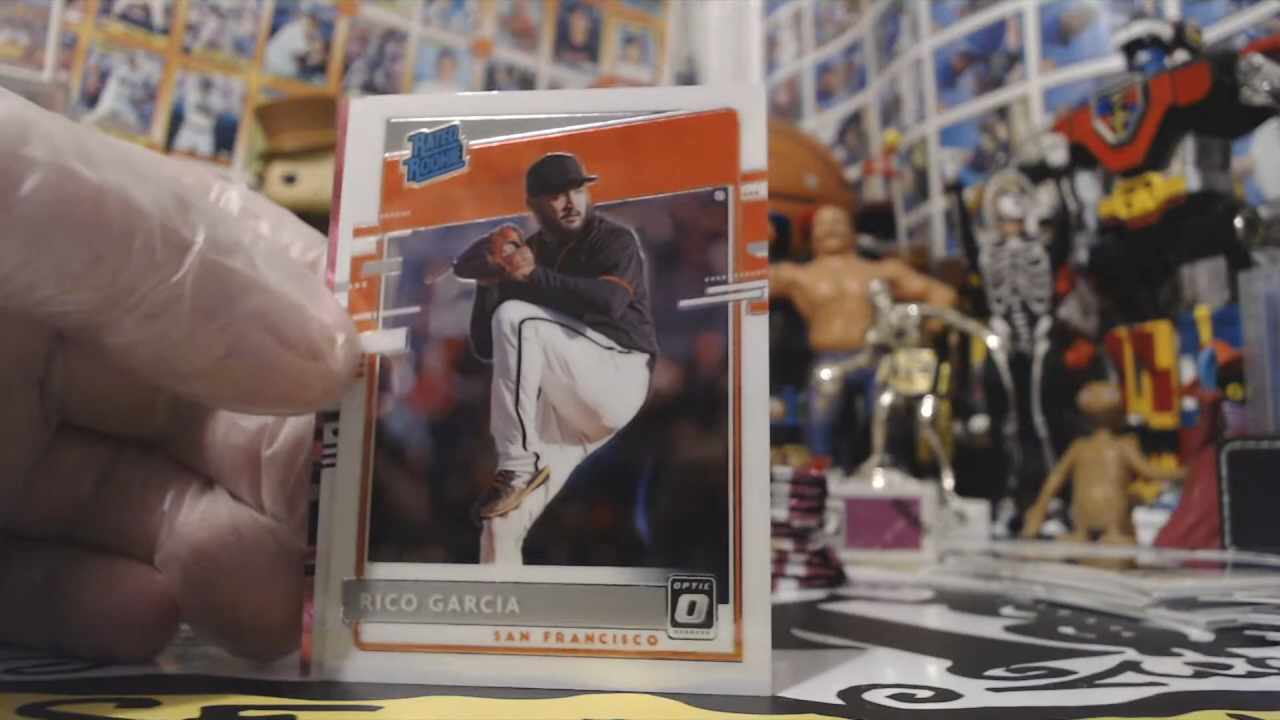 RATED
ROOKIE
RICO GARCIA
OPTIC
O
SAN FRANCISCO